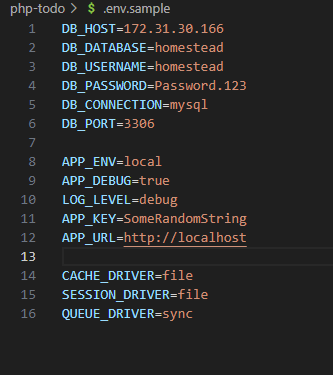 php-todo > $ .env.sample
1 DB_HOST=172.31.30.166
2 DB_DATABASE=homestead
3 DB_USERNAME=homestead
4 DB_PASSWORD=Password.123
5 DB_CONNECTION=mysql
6 DB_PORT=3306
7
8 APP_ENV=local
9 APP_DEBUG=true
10 LOG_LEVEL=debug
11 APP_KEY=SomeRandomString
12 APP_URL=http://localhost
13
14 CACHE_DRIVER=file
15 SESSION_DRIVER=file
16 QUEUE_DRIVER=sync